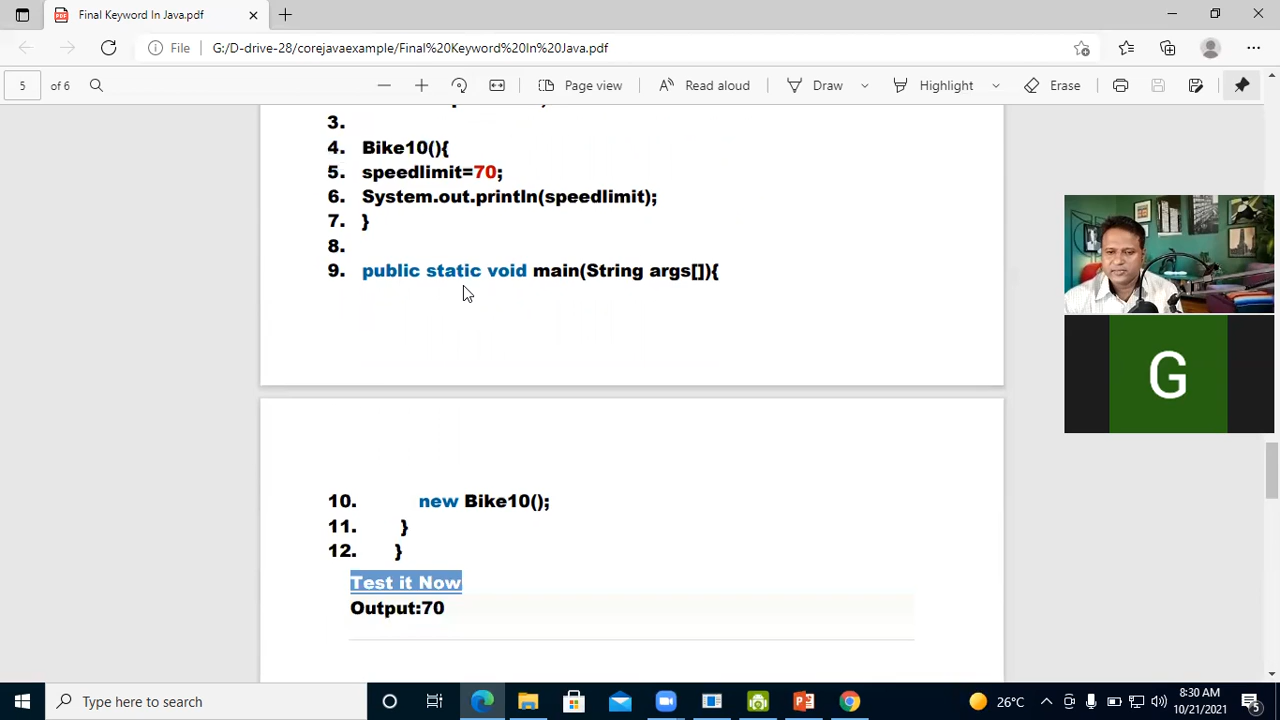 Final Keyword In Java.pdf
File
G:/D-drive-28/corejavaexample/Final%20Keyword%20In%20Java.pdf
5 of 6
Page view
Read aloud
Draw
Highlight
Erase
3.
4. Bike10(){
5. speedlimit=70;
6. System.out.println(speedlimit);
7. }
8.
9. public static void main(String args[]){
G
10. new Bike10();
11. }
12. }
Test it Now
Output:70
Type here to search
26°C
8:30 AM
10/21/2021
5